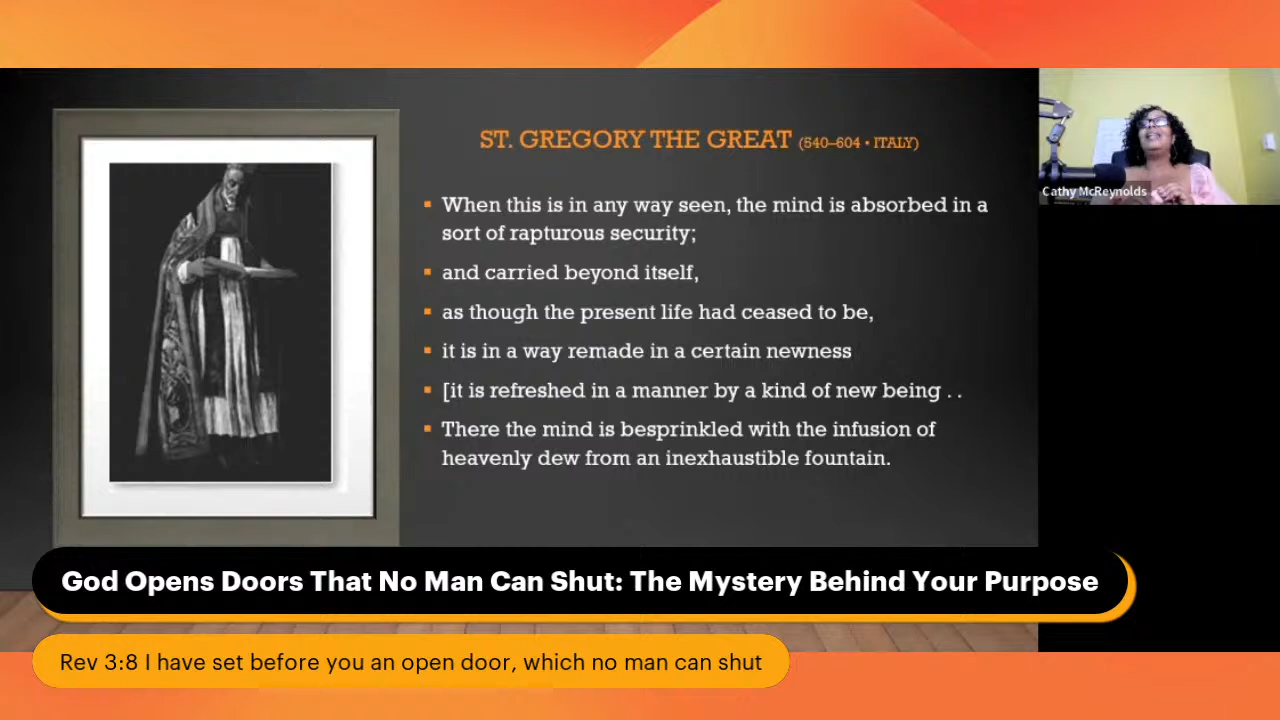 ST. GREGORY THE GREAT (540–604 • ITALY)
When this is in any way seen, the mind is absorbed in a
sort of rapturous security;
and carried beyond itself,
as though the present life had ceased to be,
it is in a way remade in a certain newness
[it is refreshed in a manner by a kind of new being . .
There the mind is besprinkled with the infusion of
heavenly dew from an inexhaustible fountain.
Cathy McReynolds
God Opens Doors That No Man Can Shut: The Mystery Behind Your Purpose
Rev 3:8 I have set before you an open door, which no man can shut